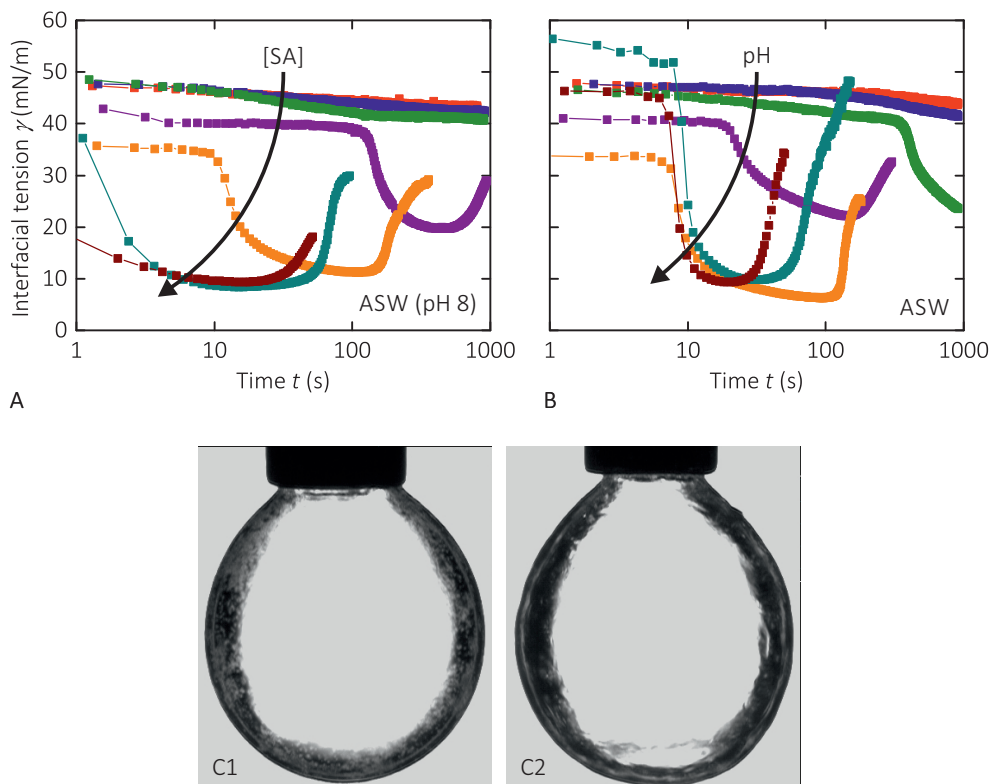 60
50
40
30
20
10
0
Interfacial tension γ (mN/m)
[SA]
ASW (pH 8)
1 10 100 1000
Time t (s)
A
pH
ASW
1 10 100 1000
Time t (s)
B
C1
C2